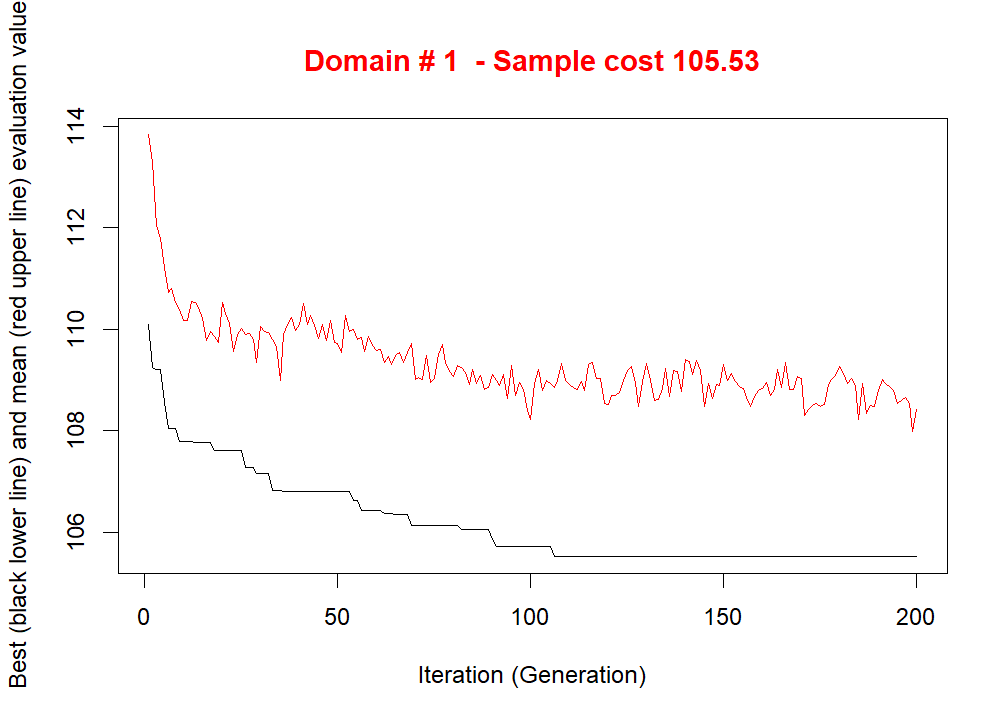 Domain # 1  - Sample cost 105.53
Best (black lower line) and mean (red upper line) evaluation value
114
112
110
108
106
0 50 100 150 200
Iteration (Generation)